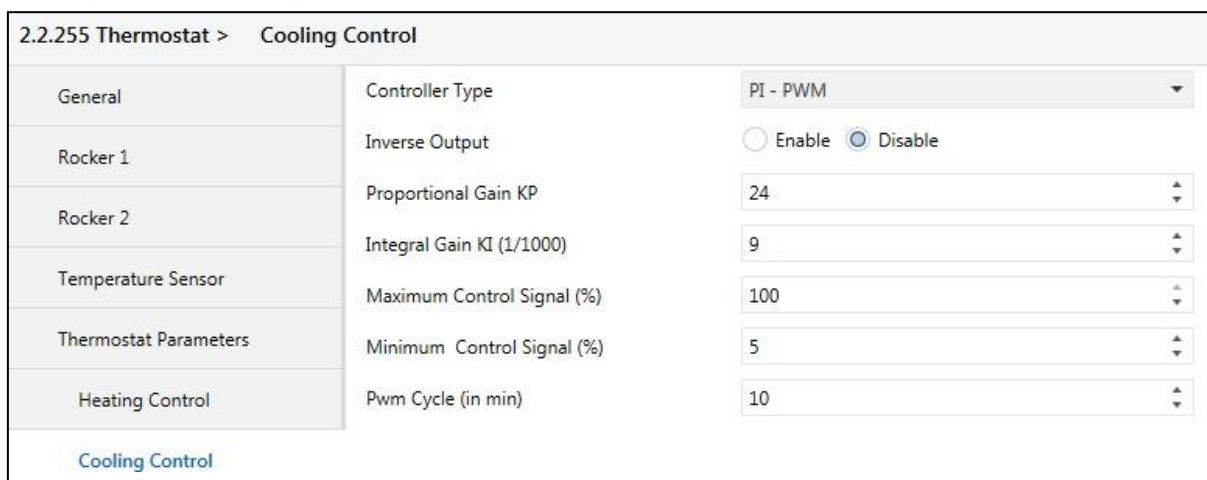 2.2.255 Thermostat > Cooling Control
General
Rocker 1
Rocker 2
Temperature Sensor
Thermostat Parameters
Heating Control
Cooling Control
Controller Type PI - PWM
Inverse Output Enable Disable
Proportional Gain KP 24
Integral Gain KI (1/1000) 9
Maximum Control Signal (%) 100
Minimum Control Signal (%) 5
Pwm Cycle (in min) 10